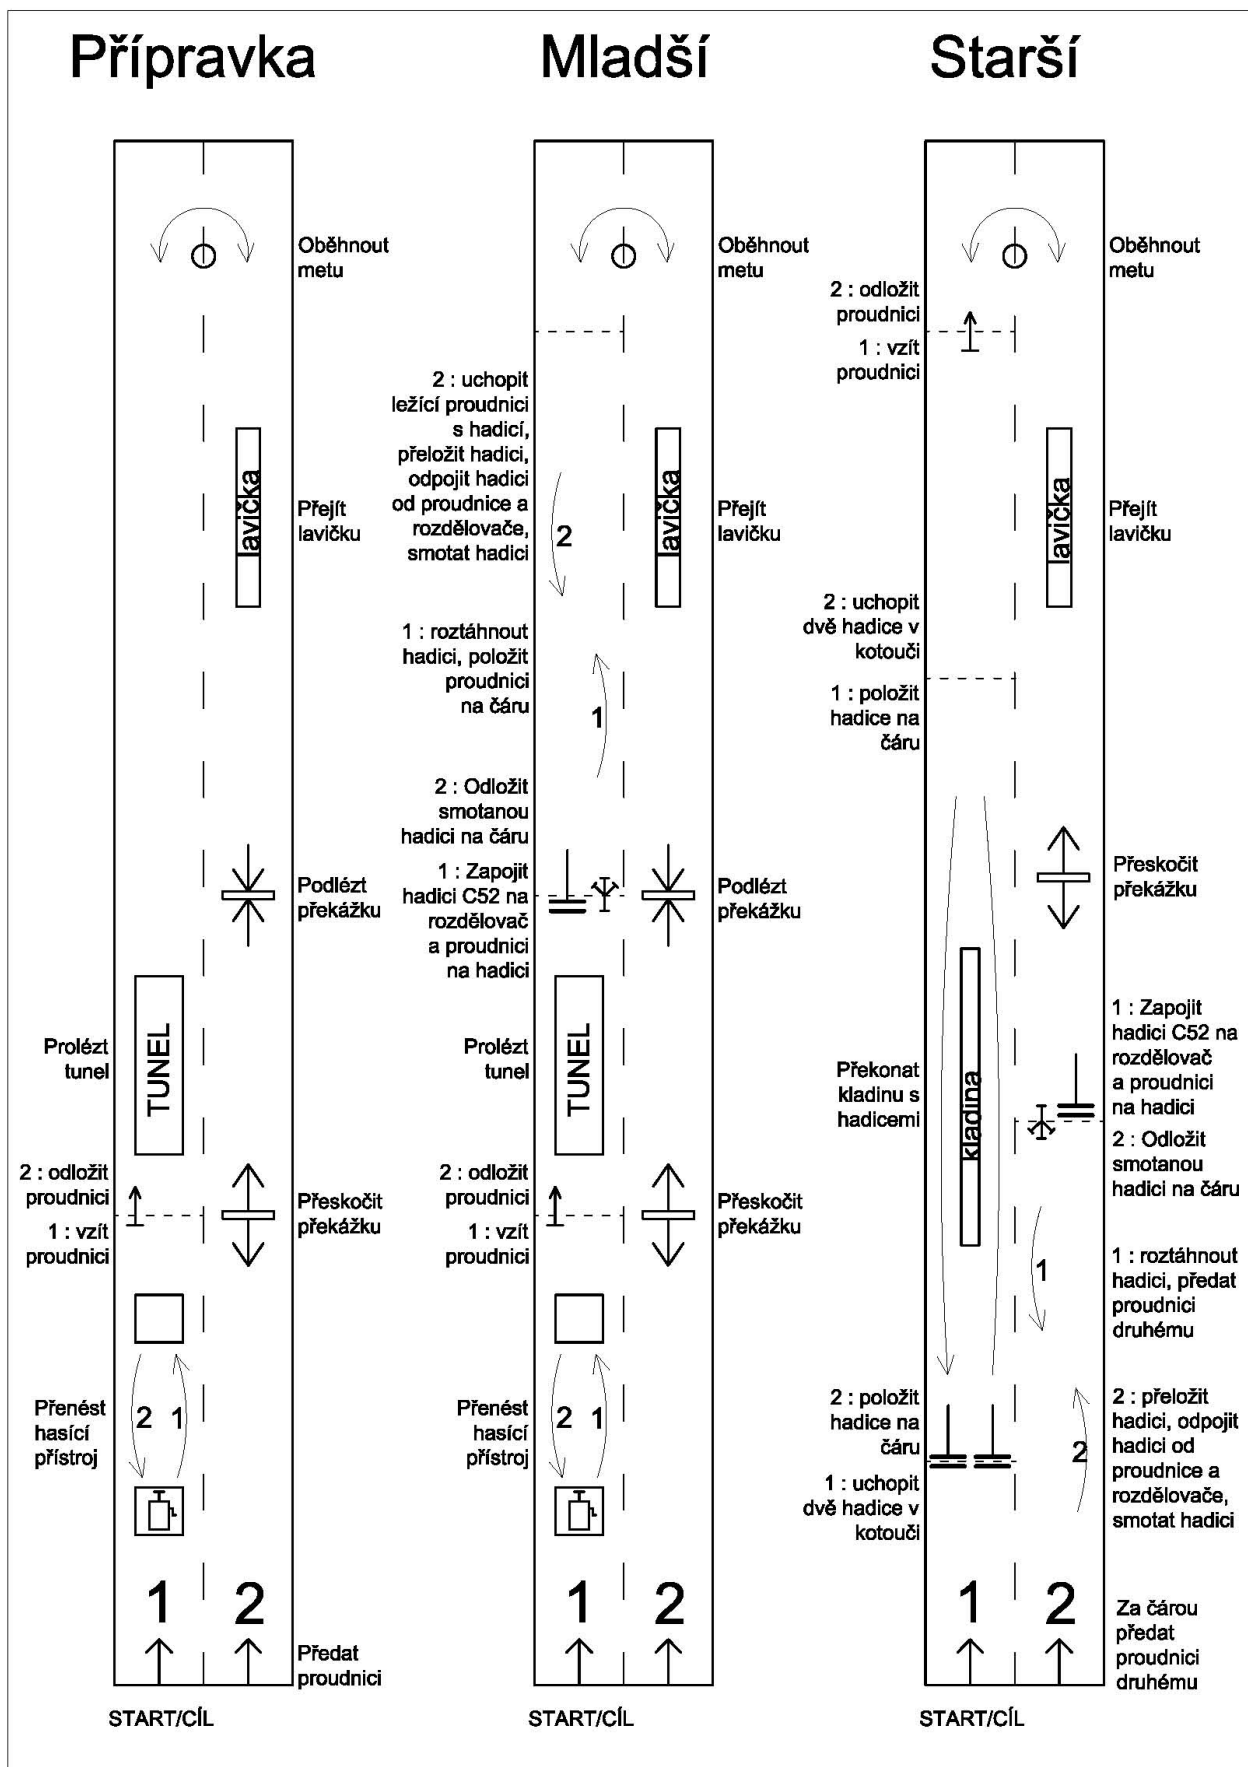 Přípravka
Oběhnout
metu
lavička
Přejít
lavičku
Podlézt
překážku
TUNEL
Prolézt
tunel
2 : odložit
proudnici
1 : vzít
proudnici
Přeskočit
překážku
2 1
Přenést
hasící
přístroj
1 2
Předat
proudnici
START/CÍL
Mladší
Oběhnout
metu
2 : uchopit
ležící proudnici
s hadicí,
přeložit hadici,
odpojit hadici
od proudnice a
rozdělovače,
smotat hadici
2
lavička
Přejít
lavičku
1 : roztáhnout
hadici, položit
proudnici
na čáru
1
2 : Odložit
smotanou
hadici na čáru
1 : Zapojit
hadici C52 na
rozdělovač
a proudnici
na hadici
Podlézt
překážku
TUNEL
Prolézt
tunel
2 : odložit
proudnici
1 : vzít
proudnici
Přeskočit
překážku
2 1
Přenést
hasící
přístroj
1 2
START/CÍL
Starší
Oběhnout
metu
2 : odložit
proudnici
1 : vzít
proudnici
lavička
Přejít
lavičku
2 : uchopit
dvě hadice v
kotouči
1 : položit
hadice na
čáru
Přeskočit
překážku
kladina
Překonat
kladinu s
hadicemi
1 : Zapojit
hadici C52 na
rozdělovač
a proudnici
na hadici
2 : Odložit
smotanou
hadici na čáru
1
1 : roztáhnout
hadici, předat
proudnici
druhému
2 : položit
hadice na
čáru
1 : uchopit
dvě hadice v
kotouči
2
2 : přeložit
hadici, odpojit
hadici od
proudnice a
rozdělovače,
smotat hadici
1 2
Za čárou
předat
proudnici
druhému
START/CÍL